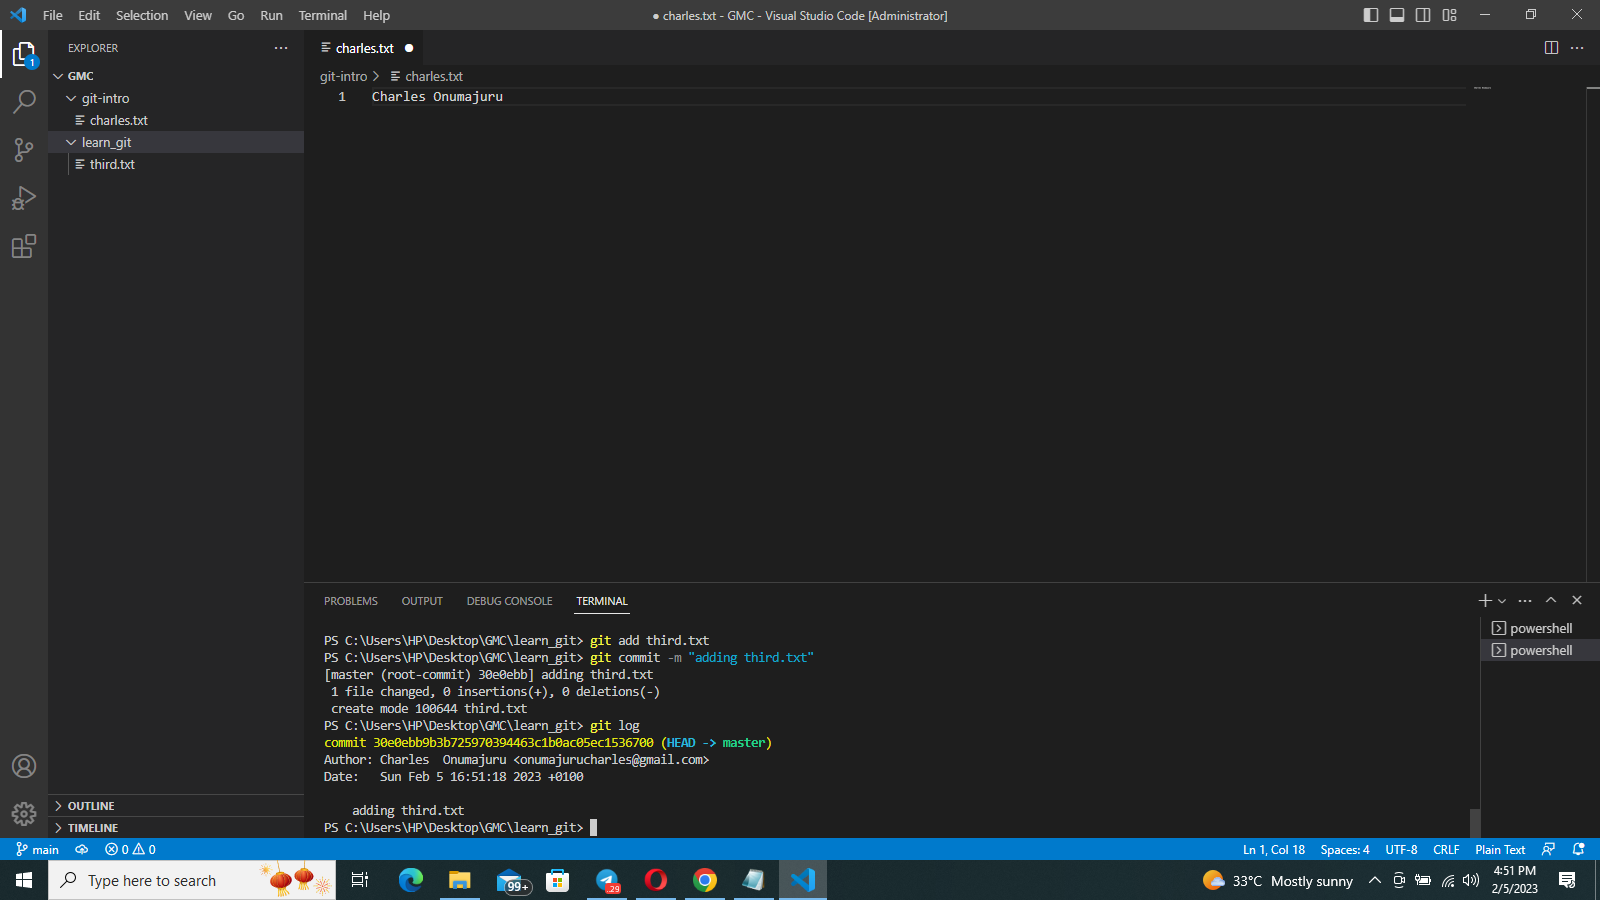 File Edit Selection View Go Run Terminal Help
● charles.txt - GMC - Visual Studio Code [Administrator]
EXPLORER
charles.txt
1
GMC
git-intro
charles.txt
learn_git
third.txt
git-intro > charles.txt
1 Charles Onumajuru
PROBLEMS OUTPUT DEBUG CONSOLE TERMINAL
PS C:\Users\HP\Desktop\GMC\learn_git> git add third.txt
PS C:\Users\HP\Desktop\GMC\learn_git> git commit -m "adding third.txt"
[master (root-commit) 30e0ebb] adding third.txt
1 file changed, 0 insertions(+), 0 deletions(-)
create mode 100644 third.txt
PS C:\Users\HP\Desktop\GMC\learn_git> git log
commit 30e0ebb9b3b725970394463c1b0ac05ec1536700 (HEAD -> master)
Author: Charles  Onumajuru <onumajurucharles@gmail.com>
Date:   Sun Feb 5 16:51:18 2023 +0100
adding third.txt
PS C:\Users\HP\Desktop\GMC\learn_git>
powershell
powershell
OUTLINE
TIMELINE
main 0 0
Ln 1, Col 18 Spaces: 4 UTF-8 CRLF Plain Text
Type here to search
99+
29
33°C Mostly sunny
4:51 PM
2/5/2023